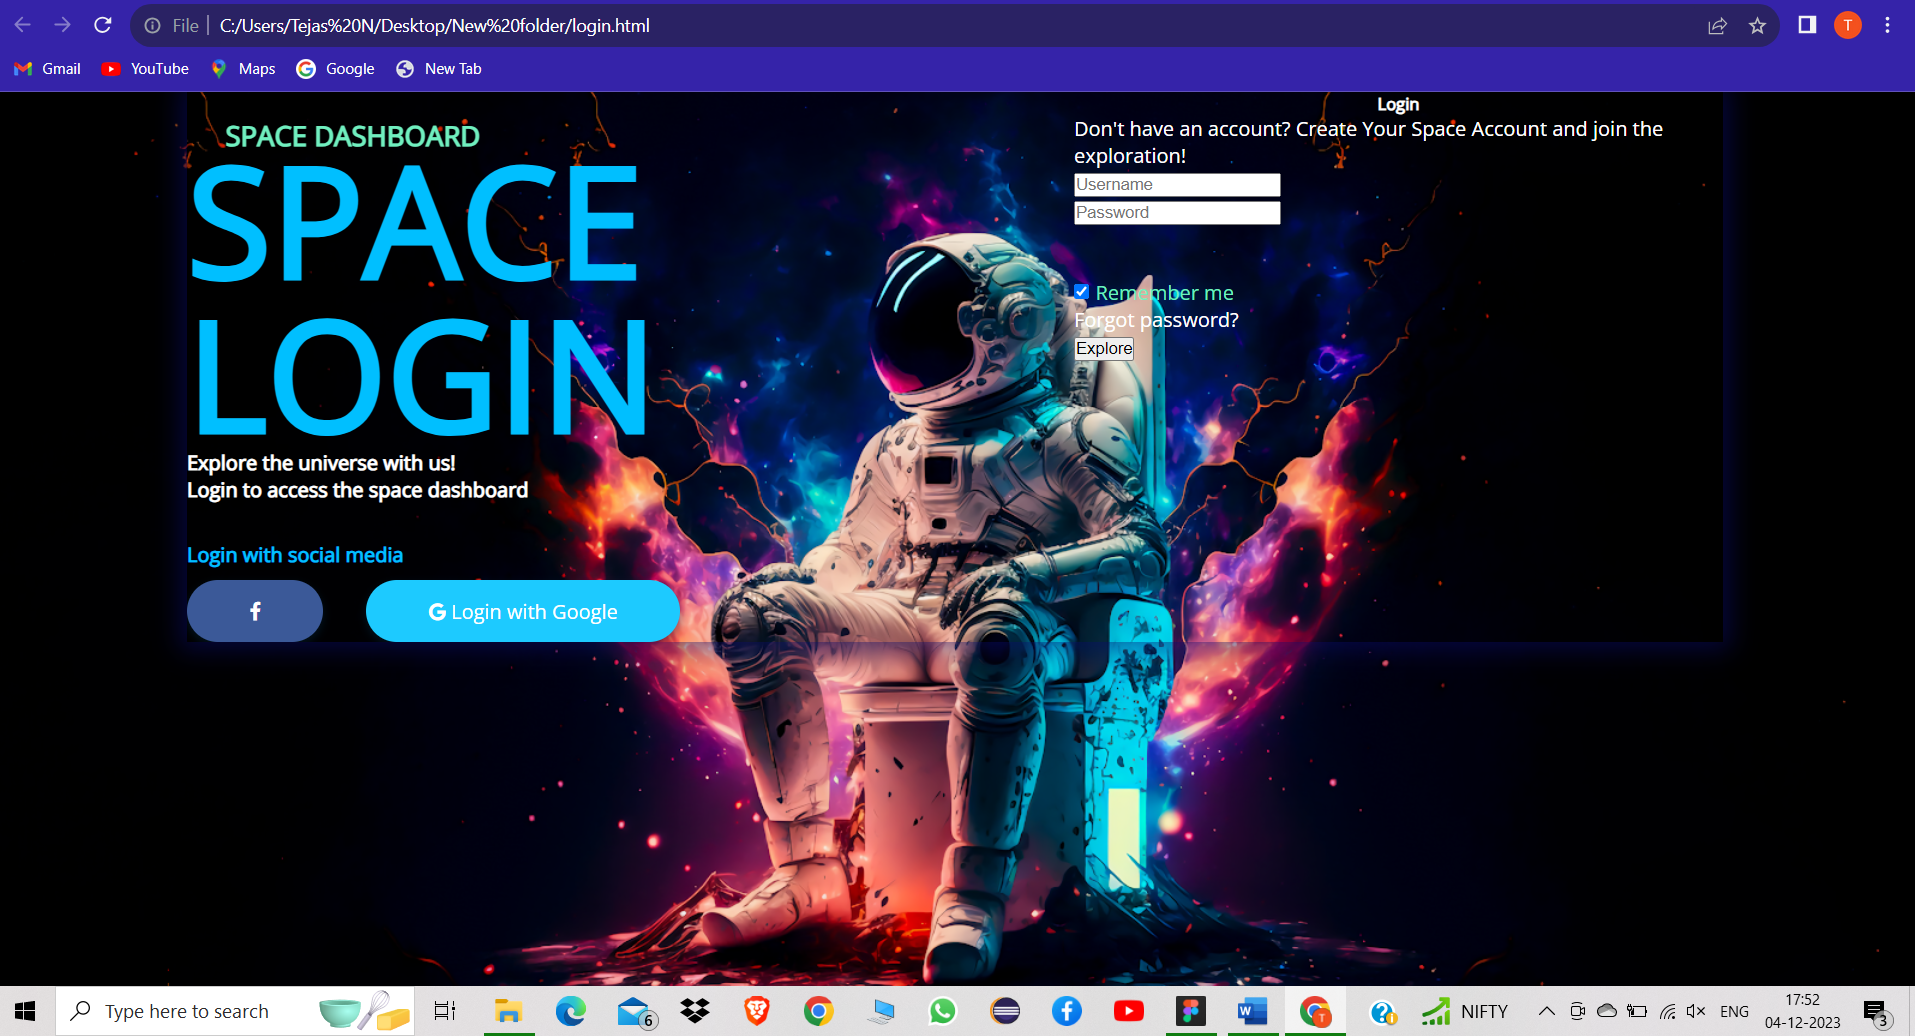 File
C:/Users/Tejas%20N/Desktop/New%20folder/login.html
T
Gmail
YouTube
Maps
Google
New Tab
SPACE DASHBOARD
SPACE
LOGIN
Explore the universe with us!
Login to access the space dashboard
Login with social media
f
G Login with Google
Login
Don't have an account? Create Your Space Account and join the
exploration!
Username
Password
Remember me
Forgot password?
Explore
Type here to search
6
W
T
NIFTY
ENG
17:52
04-12-2023
3